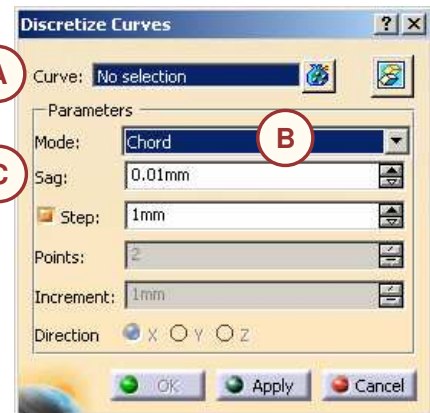 Discretize Curves ? ×
A Curve: No selection
Parameters
Mode: Chord B
C Sag: 0.01mm
Step: 1mm
Points: 2
Increment: 1mm
Direction X Y Z
OK Apply Cancel